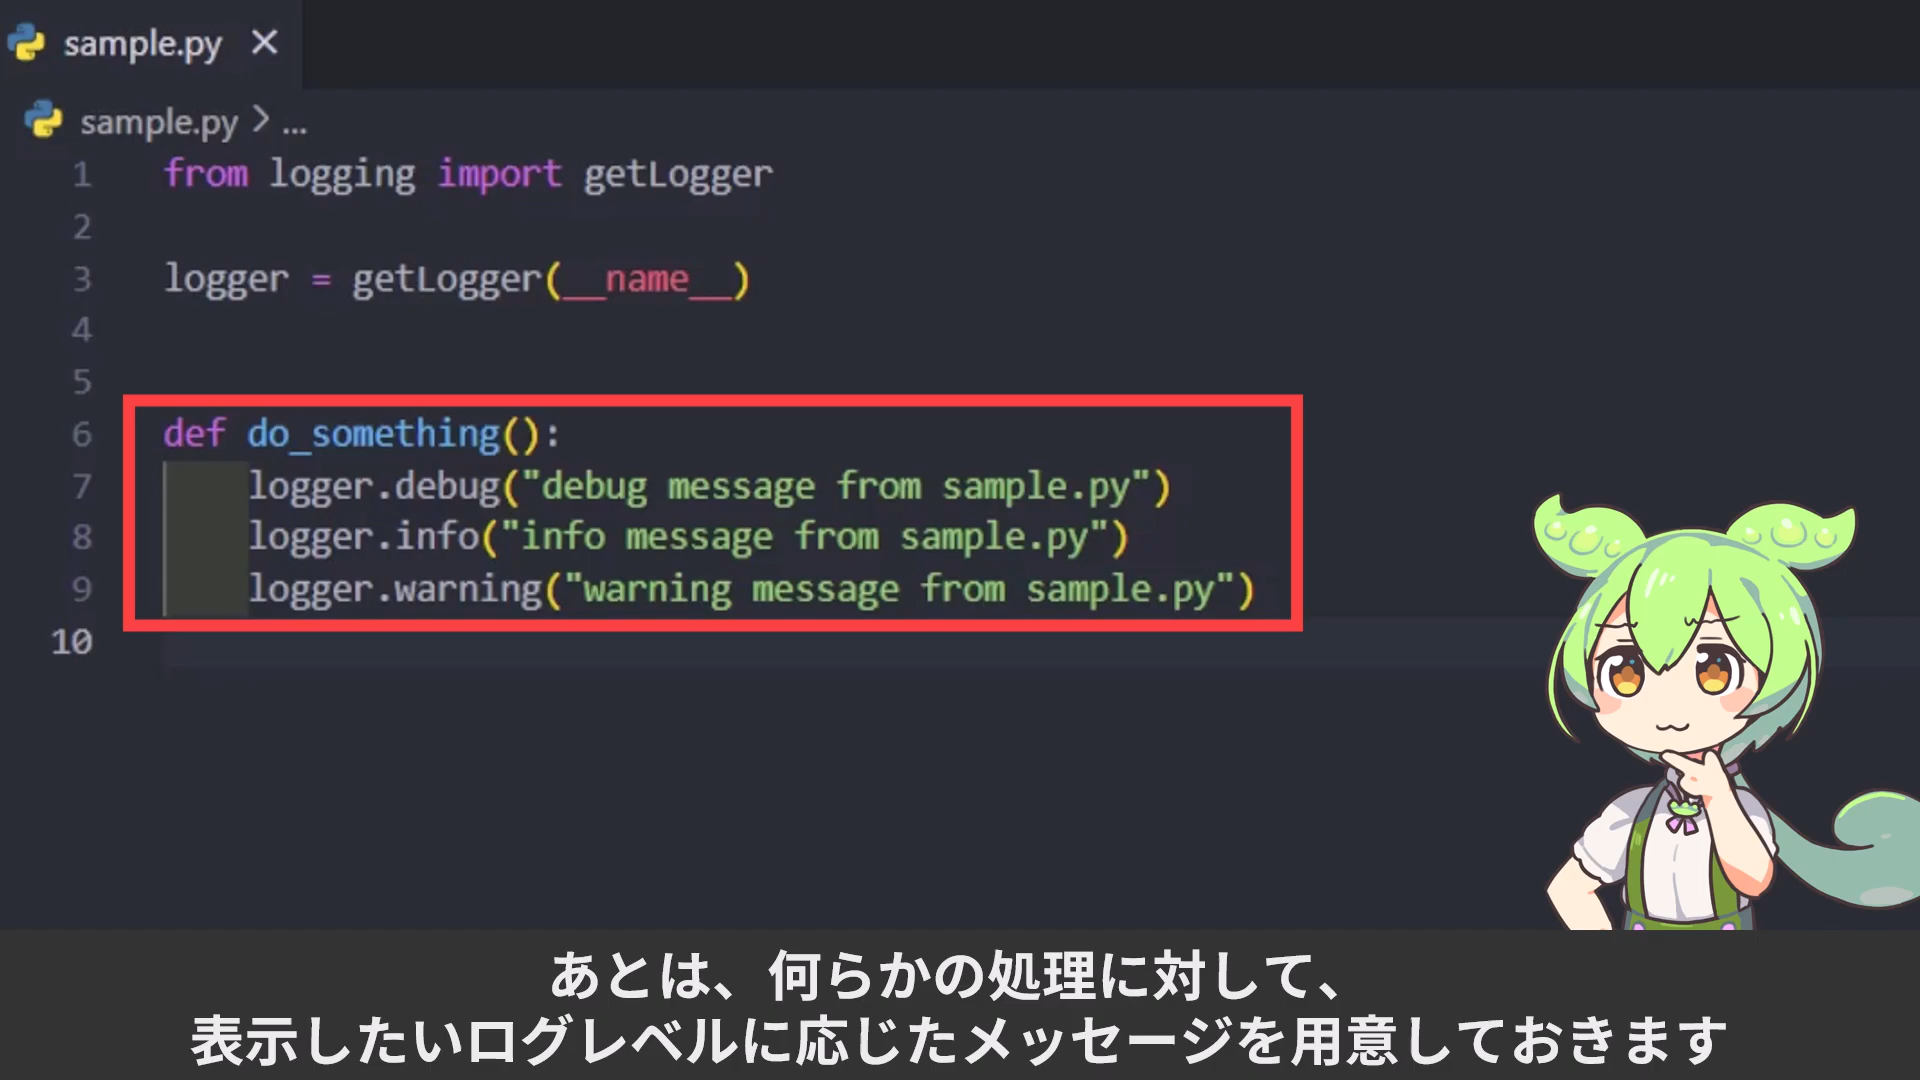 sample.py ×
sample.py > ...
1 from logging import getLogger
2
3 logger = getLogger(__name__)
4
5
6 def do_something():
7     logger.debug("debug message from sample.py")
8     logger.info("info message from sample.py")
9     logger.warning("warning message from sample.py")
10
あとは、何らかの処理に対して、
表示したいログレベルに応じたメッセージを用意しておきます